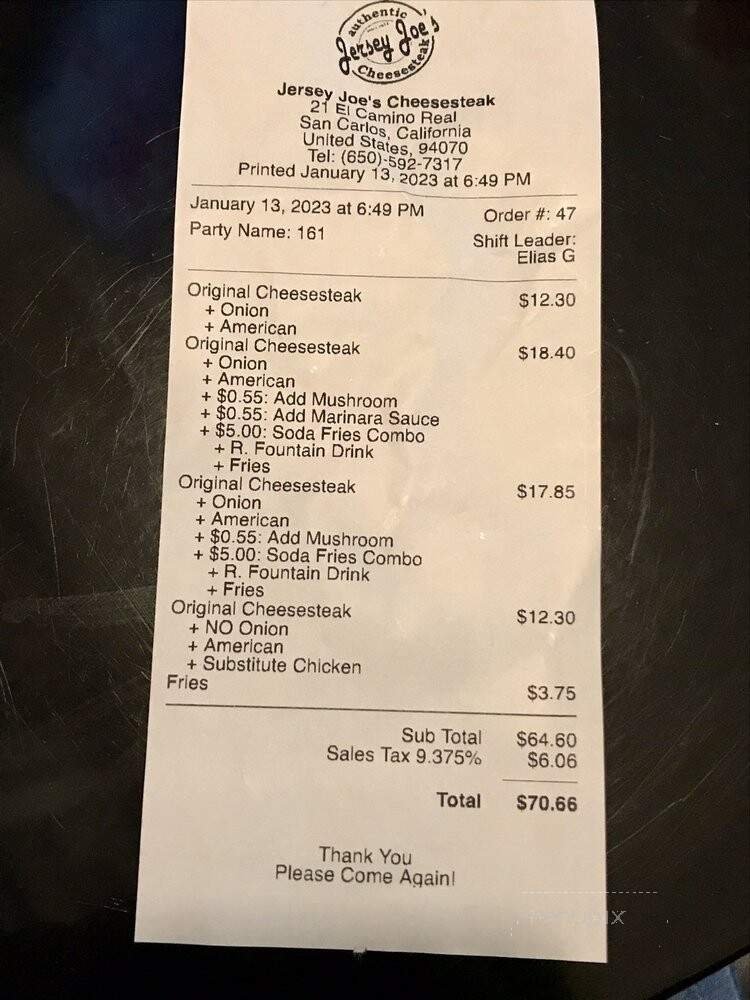 authentic
Jersey Joe's
Cheesesteak
Jersey Joe's Cheesesteak
21 El Camino Real
San Carlos, California
United States, 94070
Tel: (650)-592-7317
Printed January 13, 2023 at 6:49 PM
January 13, 2023 at 6:49 PM Order #: 47
Party Name: 161 Shift Leader:
Elias G
Original Cheesesteak $12.30
+ Onion
+ American
Original Cheesesteak $18.40
+ Onion
+ American
+ $0.55: Add Mushroom
+ $0.55: Add Marinara Sauce
+ $5.00: Soda Fries Combo
+ R. Fountain Drink
+ Fries
Original Cheesesteak $17.85
+ Onion
+ American
+ $0.55: Add Mushroom
+ $5.00: Soda Fries Combo
+ R. Fountain Drink
+ Fries
Original Cheesesteak $12.30
+ NO Onion
+ American
+ Substitute Chicken
Fries $3.75
Sub Total $64.60
Sales Tax 9.375% $6.06
Total $70.66
Thank You
Please Come Again!